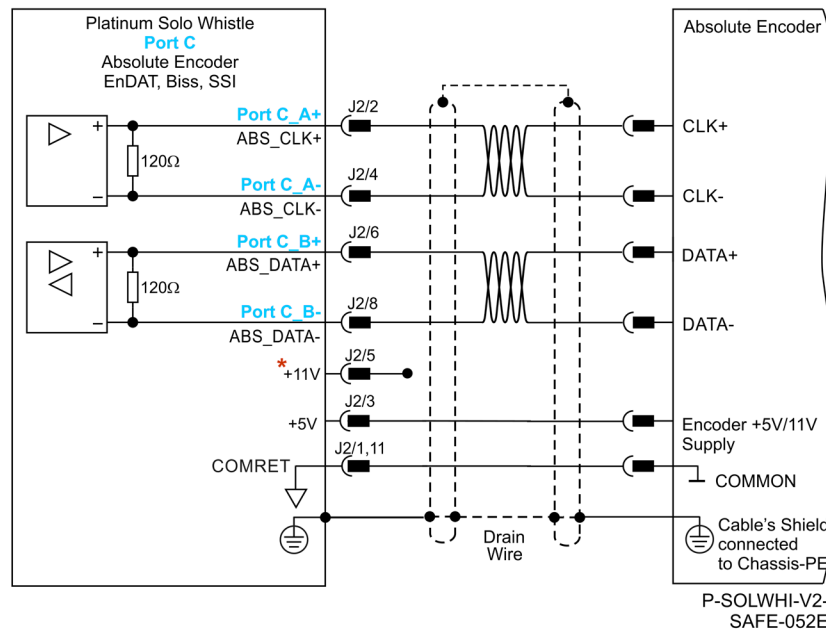 Platinum Solo Whistle
Port C
Absolute Encoder
EnDAT, Biss, SSI
Absolute Encoder
Port C_A+
J2/2
ABS_CLK+
CLK+
+
120Ω
Port C_A-
J2/4
–
ABS_CLK-
CLK-
Port C_B+
J2/6
+
ABS_DATA+
DATA+
120Ω
Port C_B-
J2/8
–
ABS_DATA-
DATA-
J2/5
*
+11V
J2/3
+5V
Encoder +5V/11V
Supply
J2/1,11
COMRET
COMMON
Drain
Wire
Cable's Shield
connected
to Chassis-PE
P-SOLWHI-V2-
SAFE-052E